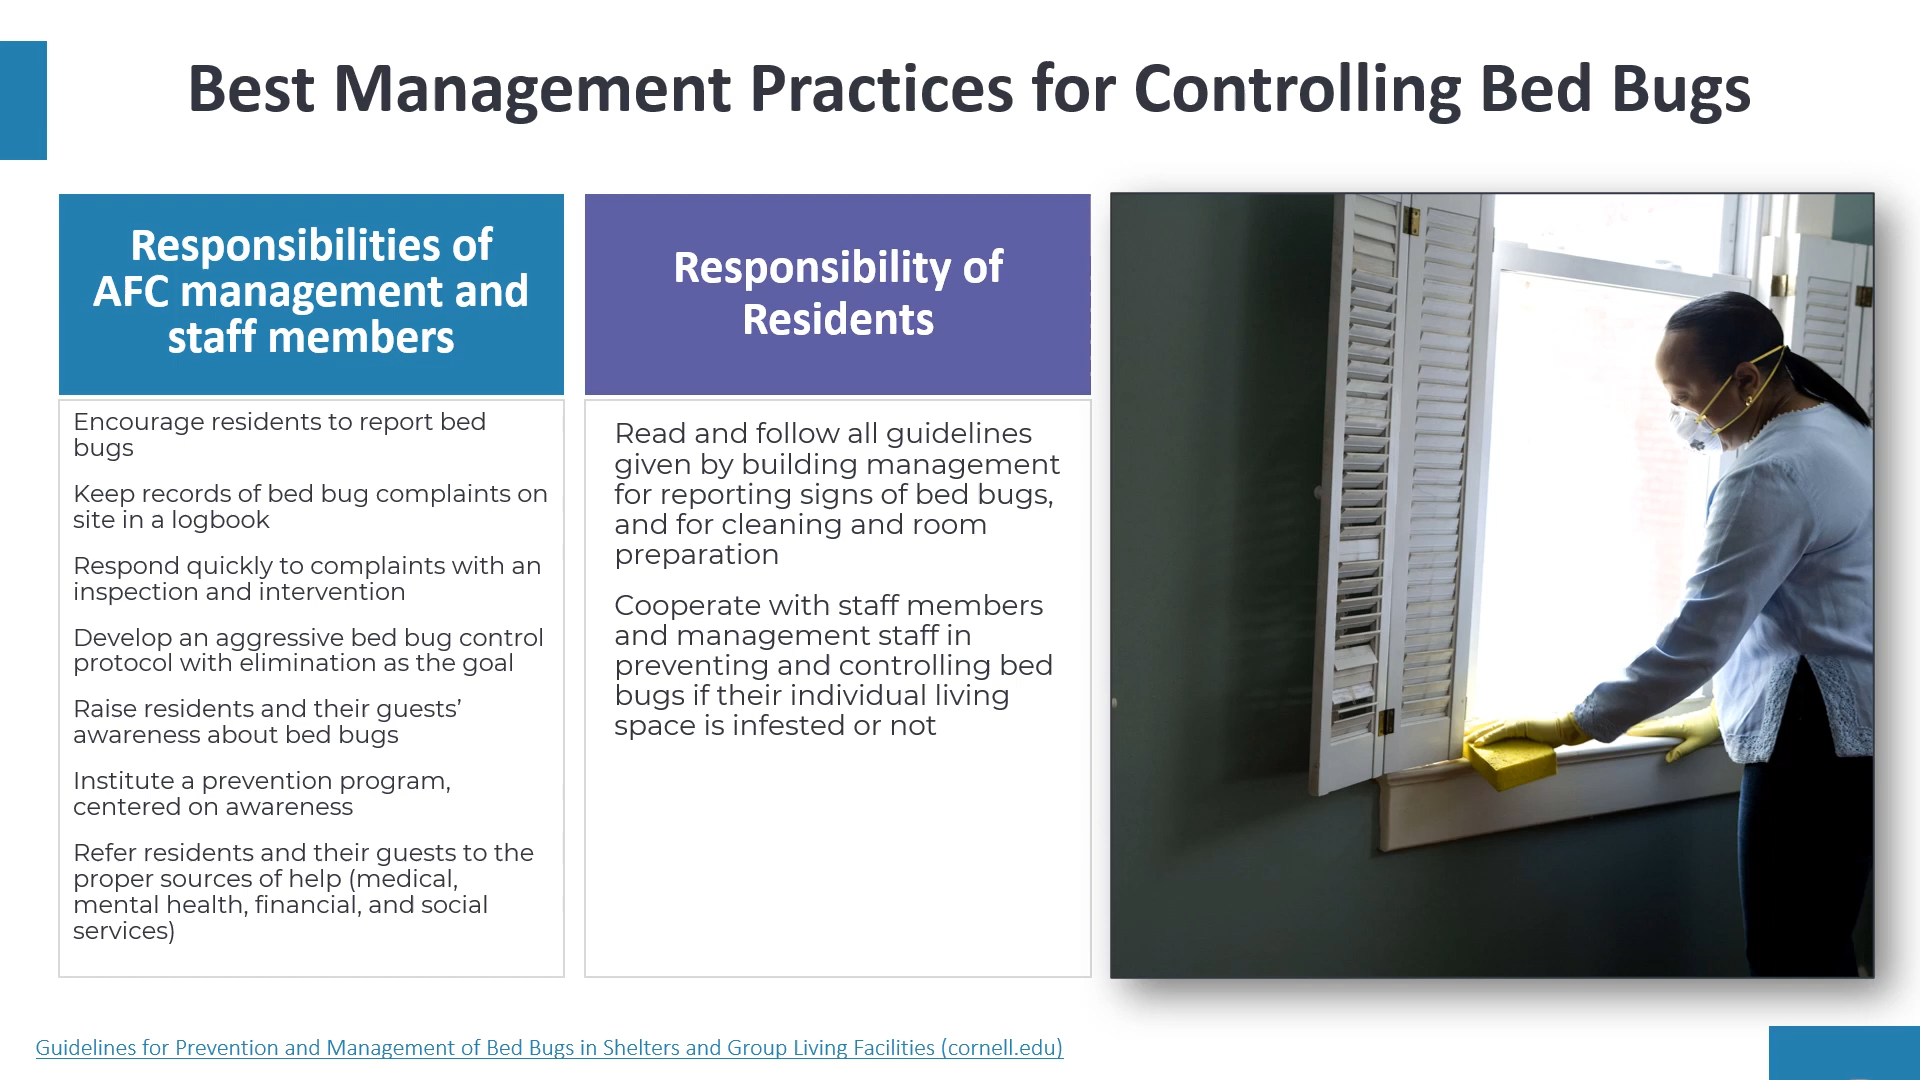 Best Management Practices for Controlling Bed Bugs
Responsibilities of
AFC management and
staff members
Encourage residents to report bed
bugs
Keep records of bed bug complaints on
site in a logbook
Respond quickly to complaints with an
inspection and intervention
Develop an aggressive bed bug control
protocol with elimination as the goal
Raise residents and their guests’
awareness about bed bugs
Institute a prevention program,
centered on awareness
Refer residents and their guests to the
proper sources of help (medical,
mental health, financial, and social
services)
Responsibility of
Residents
Read and follow all guidelines
given by building management
for reporting signs of bed bugs,
and for cleaning and room
preparation
Cooperate with staff members
and management staff in
preventing and controlling bed
bugs if their individual living
space is infested or not
Guidelines for Prevention and Management of Bed Bugs in Shelters and Group Living Facilities (cornell.edu)